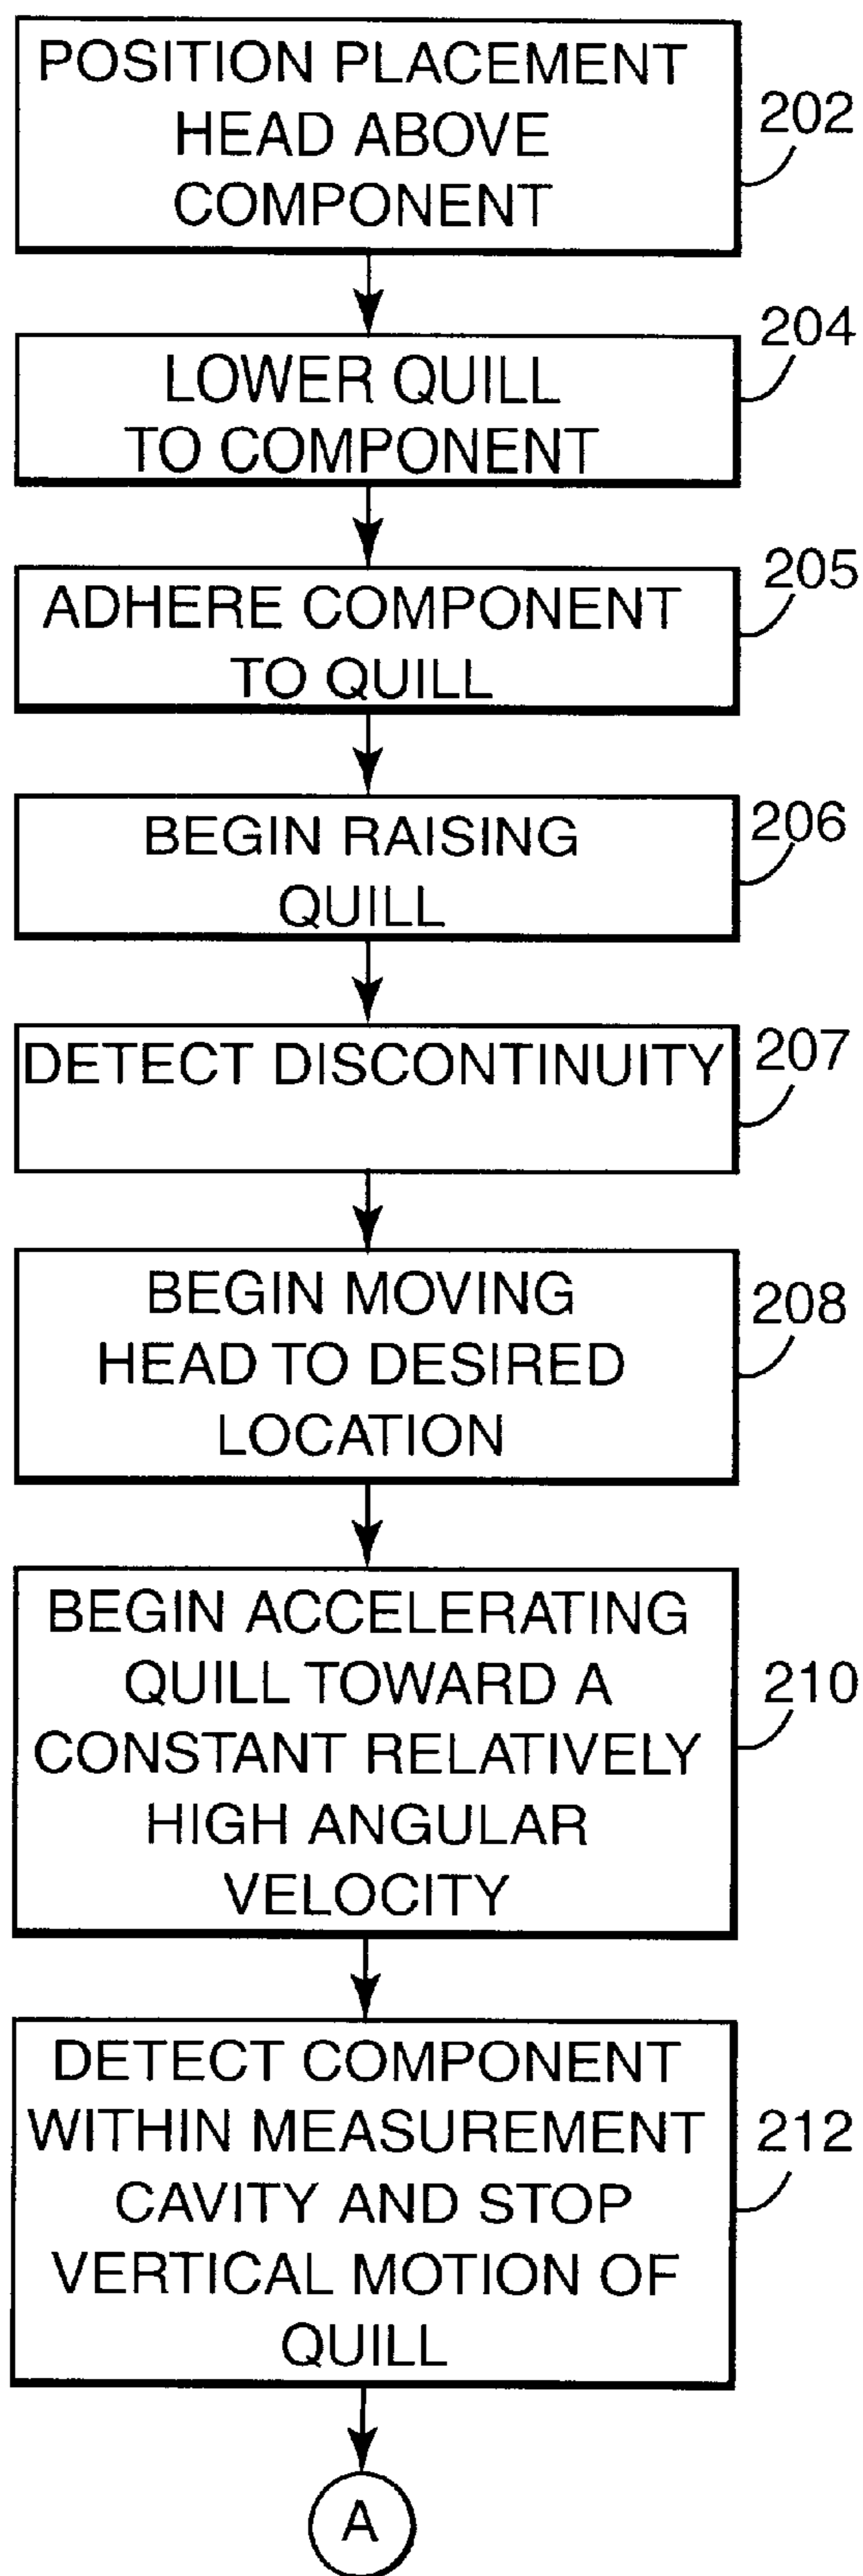 POSITION PLACEMENT
HEAD ABOVE
COMPONENT
202
LOWER QUILL
TO COMPONENT
204
ADHERE COMPONENT
TO QUILL
205
BEGIN RAISING
QUILL
206
DETECT DISCONTINUITY
207
BEGIN MOVING
HEAD TO DESIRED
LOCATION
208
BEGIN ACCELERATING
QUILL TOWARD A
CONSTANT RELATIVELY
HIGH ANGULAR
VELOCITY
210
DETECT COMPONENT
WITHIN MEASUREMENT
CAVITY AND STOP
VERTICAL MOTION OF
QUILL
212
A